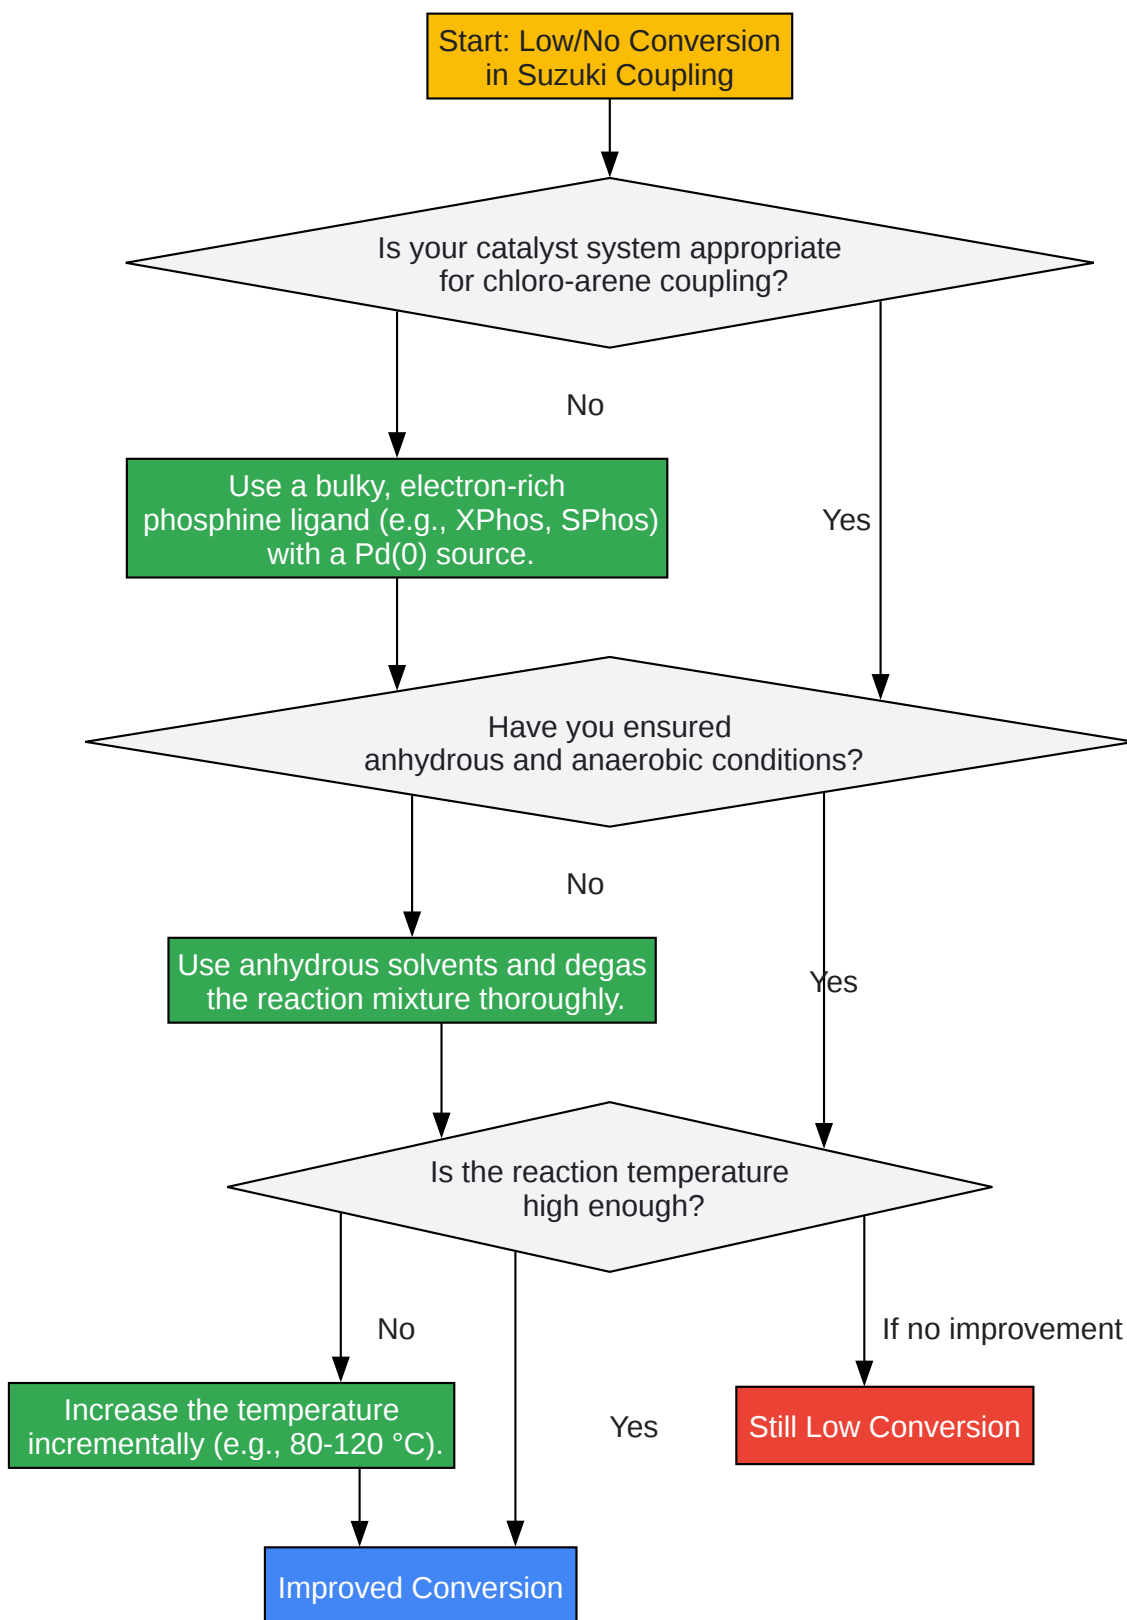 Start: Low/No Conversion
in Suzuki Coupling
Is your catalyst system appropriate
for chloro-arene coupling?
No
Use a bulky, electron-rich
phosphine ligand (e.g., XPhos, SPhos)
with a Pd(0) source.
Yes
Have you ensured
anhydrous and anaerobic conditions?
No
Use anhydrous solvents and degas
the reaction mixture thoroughly.
Yes
Is the reaction temperature
high enough?
No
If no improvement
Increase the temperature
incrementally (e.g., 80-120 °C).
Yes
Still Low Conversion
Improved Conversion